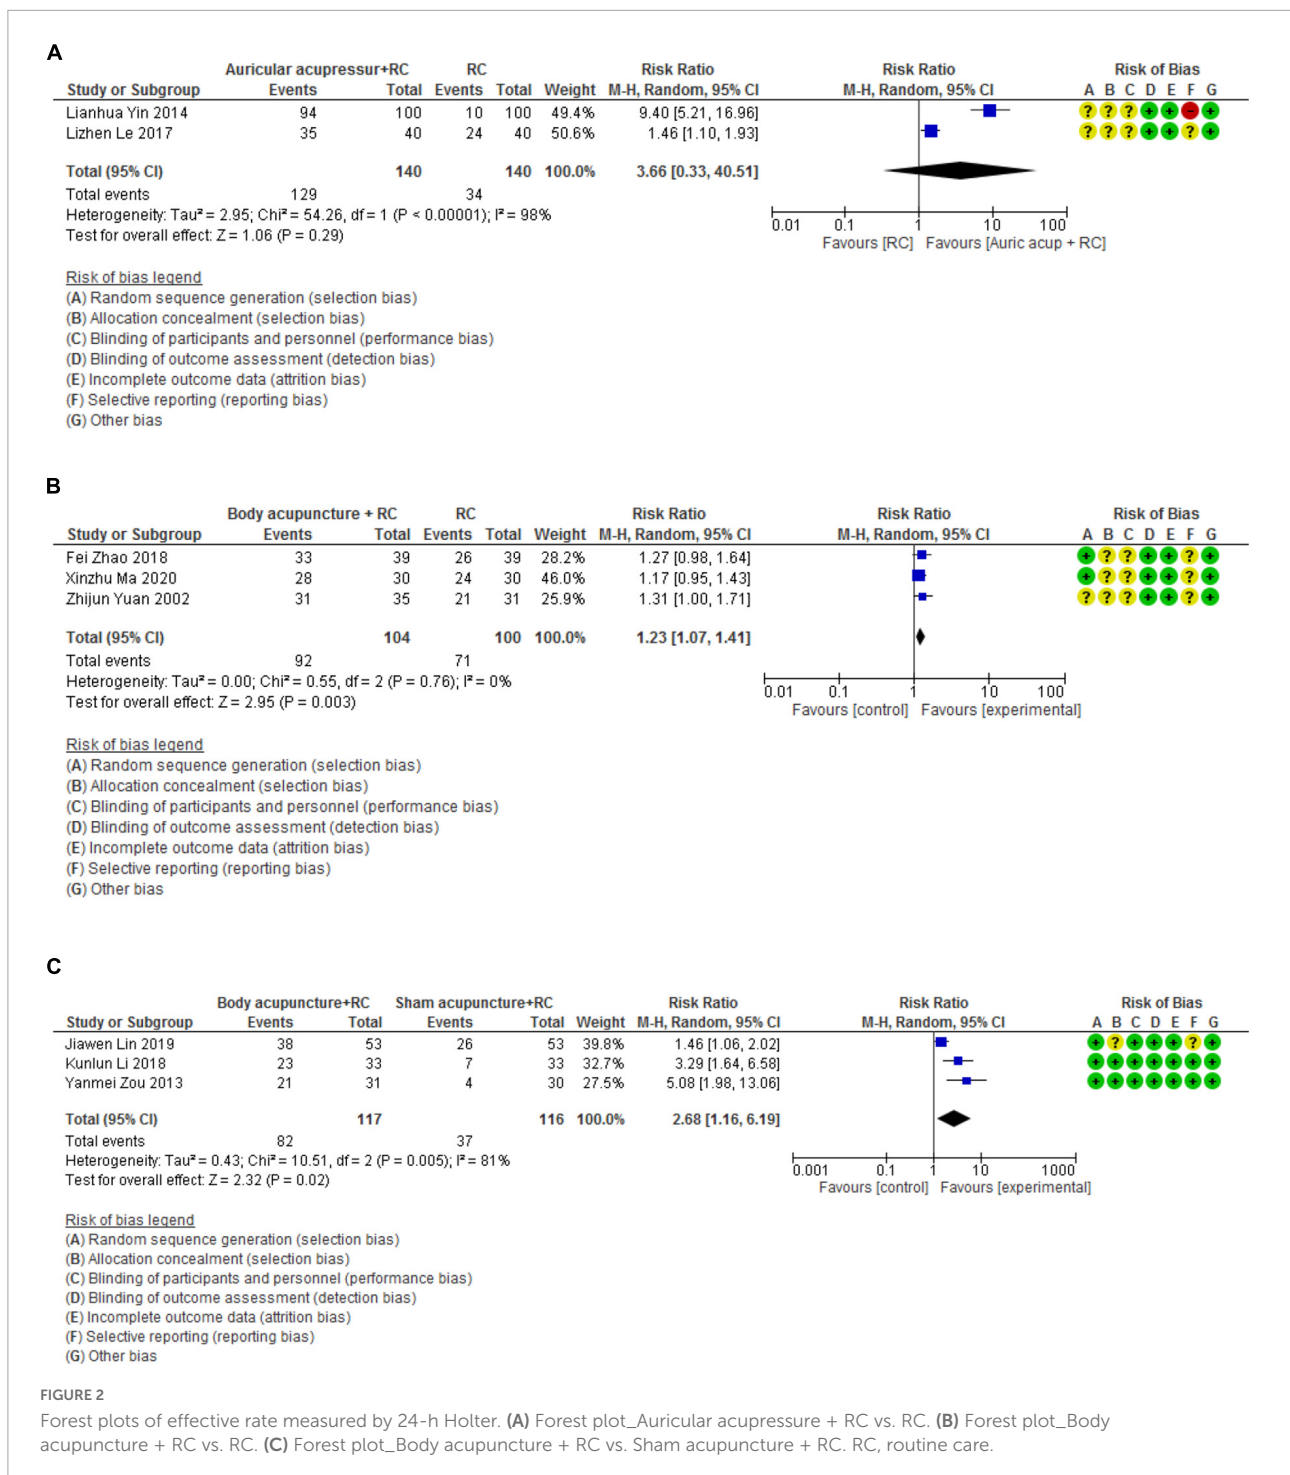 A
Auricular acupressur+RC RC Risk Ratio Risk Ratio Risk of Bias
Study or Subgroup Events Total Events Total Weight M-H, Random, 95% CI M-H, Random, 95% CI A B C D E F G
Lianhua Yin 2014 94 100 10 100 49.4% 9.40 [5.21, 16.96] ? ? ? + + − +
Lizhen Le 2017 35 40 24 40 50.6% 1.46 [1.10, 1.93] ? ? ? + + ? +
Total (95% CI) 140 140 100.0% 3.66 [0.33, 40.51]
Total events 129 34
Heterogeneity: Tau² = 2.95; Chi² = 54.26, df = 1 (P < 0.00001); I² = 98%
Test for overall effect: Z = 1.06 (P = 0.29)
0.01 0.1 1 10 100
Favours [RC] Favours [Auric acup + RC]
Risk of bias legend
(A) Random sequence generation (selection bias)
(B) Allocation concealment (selection bias)
(C) Blinding of participants and personnel (performance bias)
(D) Blinding of outcome assessment (detection bias)
(E) Incomplete outcome data (attrition bias)
(F) Selective reporting (reporting bias)
(G) Other bias
B
Body acupuncture + RC RC Risk Ratio Risk Ratio Risk of Bias
Study or Subgroup Events Total Events Total Weight M-H, Random, 95% CI M-H, Random, 95% CI A B C D E F G
Fei Zhao 2018 33 39 26 39 28.2% 1.27 [0.98, 1.64] + ? ? + + ? +
Xinzhu Ma 2020 28 30 24 30 46.0% 1.17 [0.95, 1.43] + ? ? + + ? +
Zhijun Yuan 2002 31 35 21 31 25.9% 1.31 [1.00, 1.71] ? ? ? + + ? +
Total (95% CI) 104 100 100.0% 1.23 [1.07, 1.41]
Total events 92 71
Heterogeneity: Tau² = 0.00; Chi² = 0.55, df = 2 (P = 0.76); I² = 0%
Test for overall effect: Z = 2.95 (P = 0.003)
0.01 0.1 1 10 100
Favours [control] Favours [experimental]
Risk of bias legend
(A) Random sequence generation (selection bias)
(B) Allocation concealment (selection bias)
(C) Blinding of participants and personnel (performance bias)
(D) Blinding of outcome assessment (detection bias)
(E) Incomplete outcome data (attrition bias)
(F) Selective reporting (reporting bias)
(G) Other bias
C
Body acupuncture+RC Sham acupuncture+RC Risk Ratio Risk Ratio Risk of Bias
Study or Subgroup Events Total Events Total Weight M-H, Random, 95% CI M-H, Random, 95% CI A B C D E F G
Jiawen Lin 2019 38 53 26 53 39.8% 1.46 [1.06, 2.02] + ? + + + ? +
Kunlun Li 2018 23 33 7 33 32.7% 3.29 [1.64, 6.58] + + + + + + +
Yanmei Zou 2013 21 31 4 30 27.5% 5.08 [1.98, 13.06] + + + + + + +
Total (95% CI) 117 116 100.0% 2.68 [1.16, 6.19]
Total events 82 37
Heterogeneity: Tau² = 0.43; Chi² = 10.51, df = 2 (P = 0.005); I² = 81%
Test for overall effect: Z = 2.32 (P = 0.02)
0.001 0.1 1 10 1000
Favours [control] Favours [experimental]
Risk of bias legend
(A) Random sequence generation (selection bias)
(B) Allocation concealment (selection bias)
(C) Blinding of participants and personnel (performance bias)
(D) Blinding of outcome assessment (detection bias)
(E) Incomplete outcome data (attrition bias)
(F) Selective reporting (reporting bias)
(G) Other bias
FIGURE 2
Forest plots of effective rate measured by 24-h Holter. (A) Forest plot_Auricular acupressure + RC vs. RC. (B) Forest plot_Body
acupuncture + RC vs. RC. (C) Forest plot_Body acupuncture + RC vs. Sham acupuncture + RC. RC, routine care.